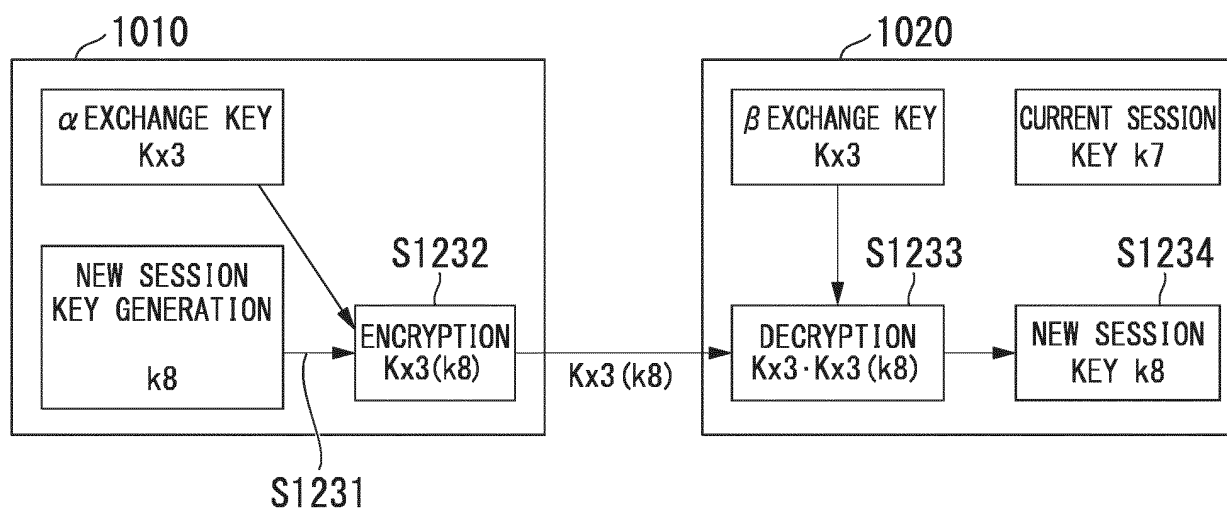 1010
1020
α EXCHANGE KEY
Kx3
β EXCHANGE KEY
Kx3
CURRENT SESSION
KEY k7
NEW SESSION
KEY GENERATION
k8
S1232
ENCRYPTION
Kx3(k8)
Kx3(k8)
S1233
DECRYPTION
Kx3·Kx3(k8)
S1234
NEW SESSION
KEY k8
S1231